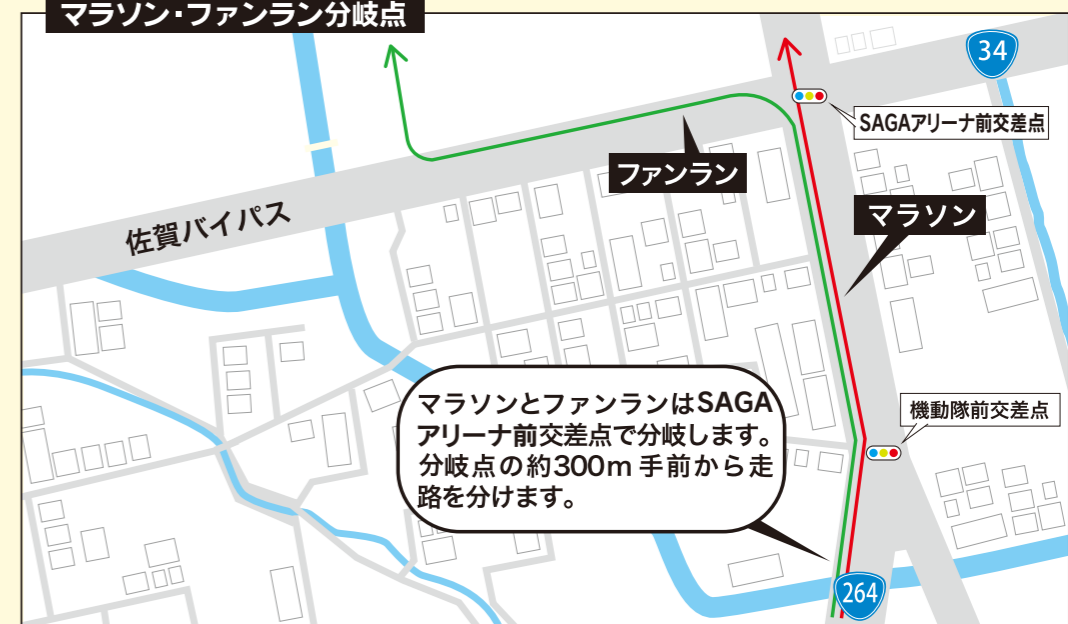 マラソン・ファンラン分岐点
34
SAGAアリーナ前交差点
ファンラン
マラソン
佐賀バイパス
マラソンとファンランはSAGA
アリーナ前交差点で分岐します。
分岐点の約300m手前から走
路を分けます。
機動隊前交差点
264